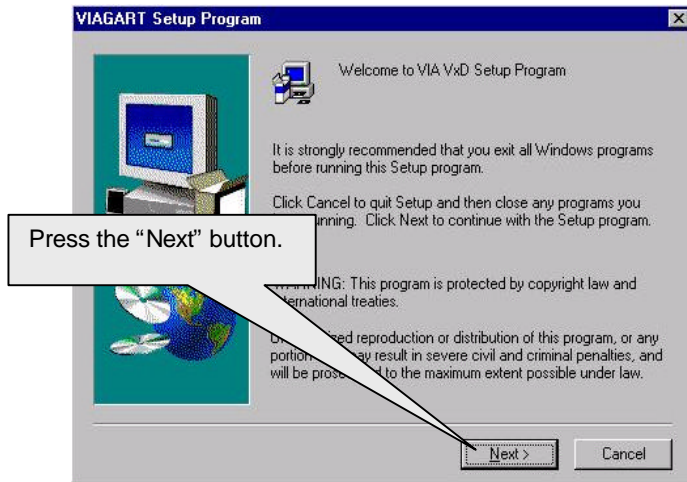 VIAGART Setup Program
Welcome to VIA VxD Setup Program
It is strongly recommended that you exit all Windows programs
before running this Setup program.
Click Cancel to quit Setup and then close any programs you
running. Click Next to continue with the Setup program.
Press the “Next” button.
WARNING: This program is protected by copyright law and
international treaties.
reproduction or distribution of this program, or any
portion may result in severe civil and criminal penalties, and
will be to the maximum extent possible under law.
Next >
Cancel